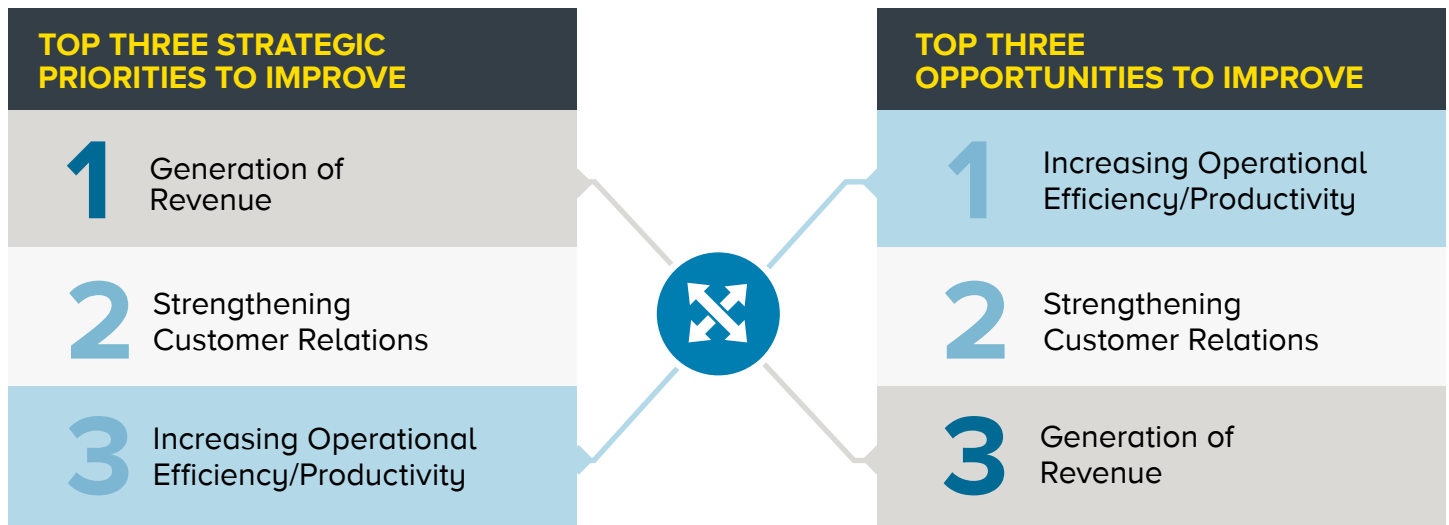 TOP THREE STRATEGIC
PRIORITIES TO IMPROVE
1
Generation of
Revenue
2
Strengthening
Customer Relations
3
Increasing Operational
Efficiency/Productivity
TOP THREE
OPPORTUNITIES TO IMPROVE
1
Increasing Operational
Efficiency/Productivity
2
Strengthening
Customer Relations
3
Generation of
Revenue